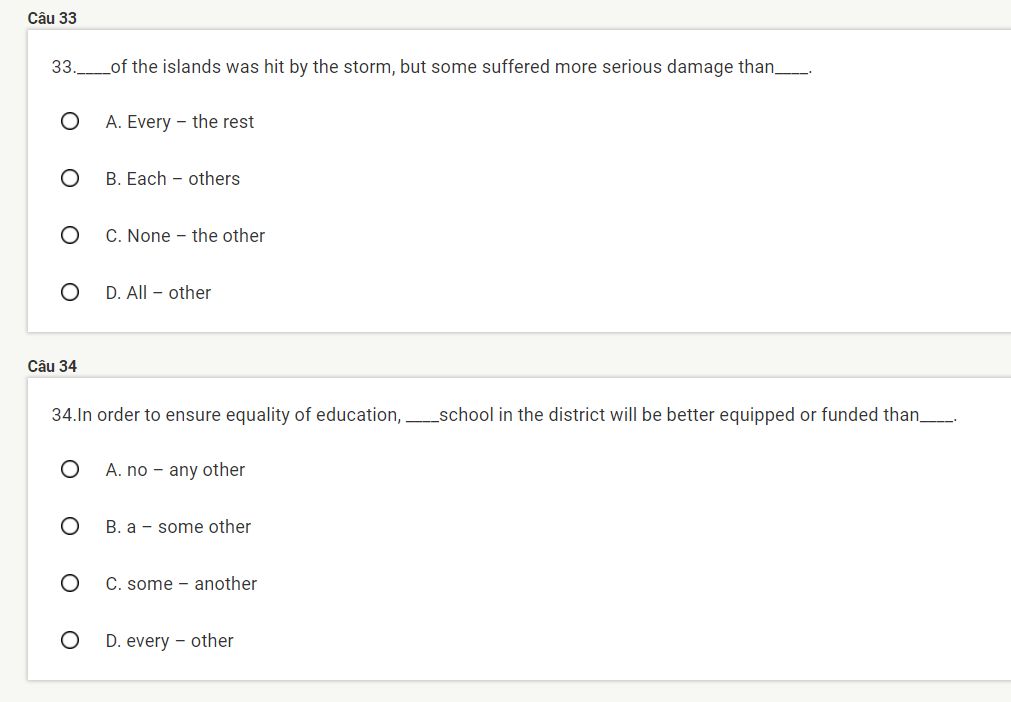 Câu 33
33.____of the islands was hit by the storm, but some suffered more serious damage than____.
A. Every – the rest
B. Each – others
C. None – the other
D. All – other
Câu 34
34.In order to ensure equality of education, ____school in the district will be better equipped or funded than____.
A. no – any other
B. a – some other
C. some – another
D. every – other